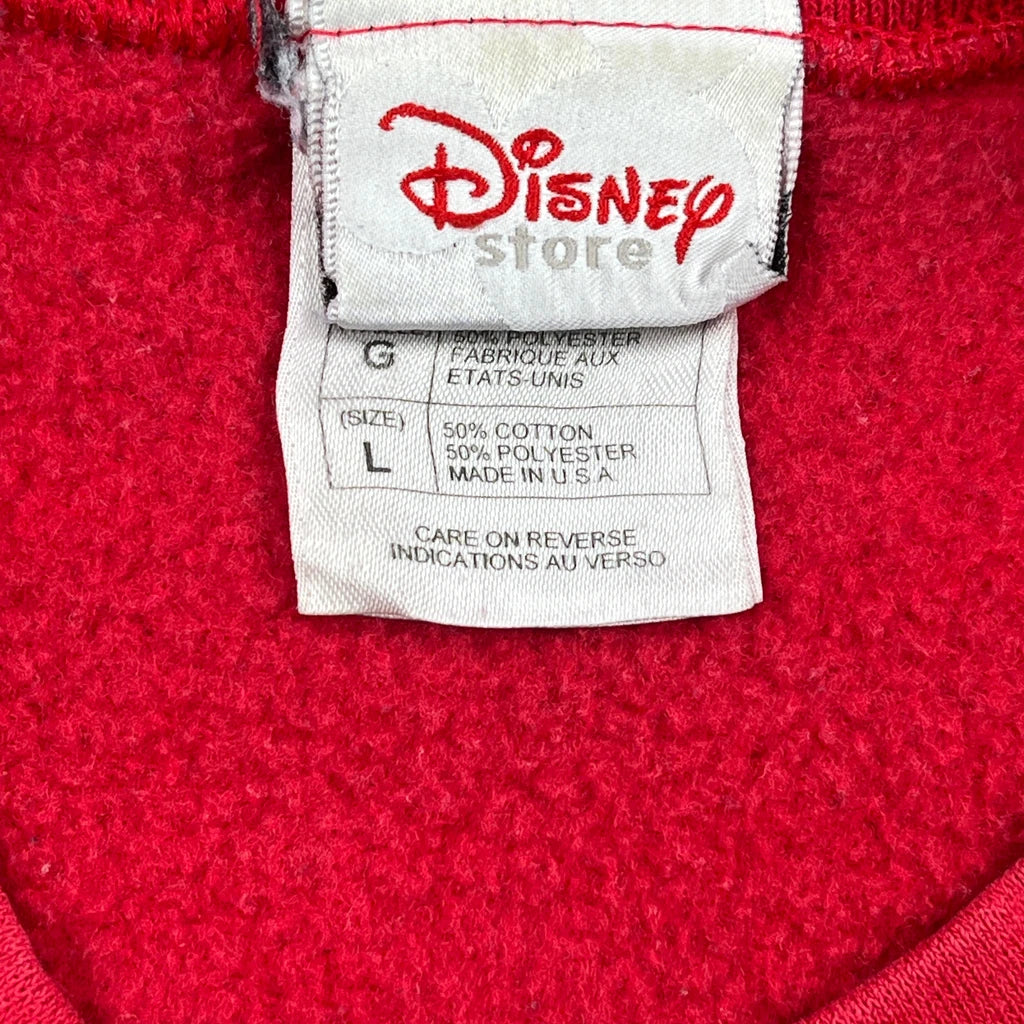 Disney
store
G
50% POLYESTER
FABRIQUE AUX
ETATS-UNIS
(SIZE)
L
50% COTTON
50% POLYESTER
MADE IN U S A
CARE ON REVERSE
INDICATIONS AU VERSO